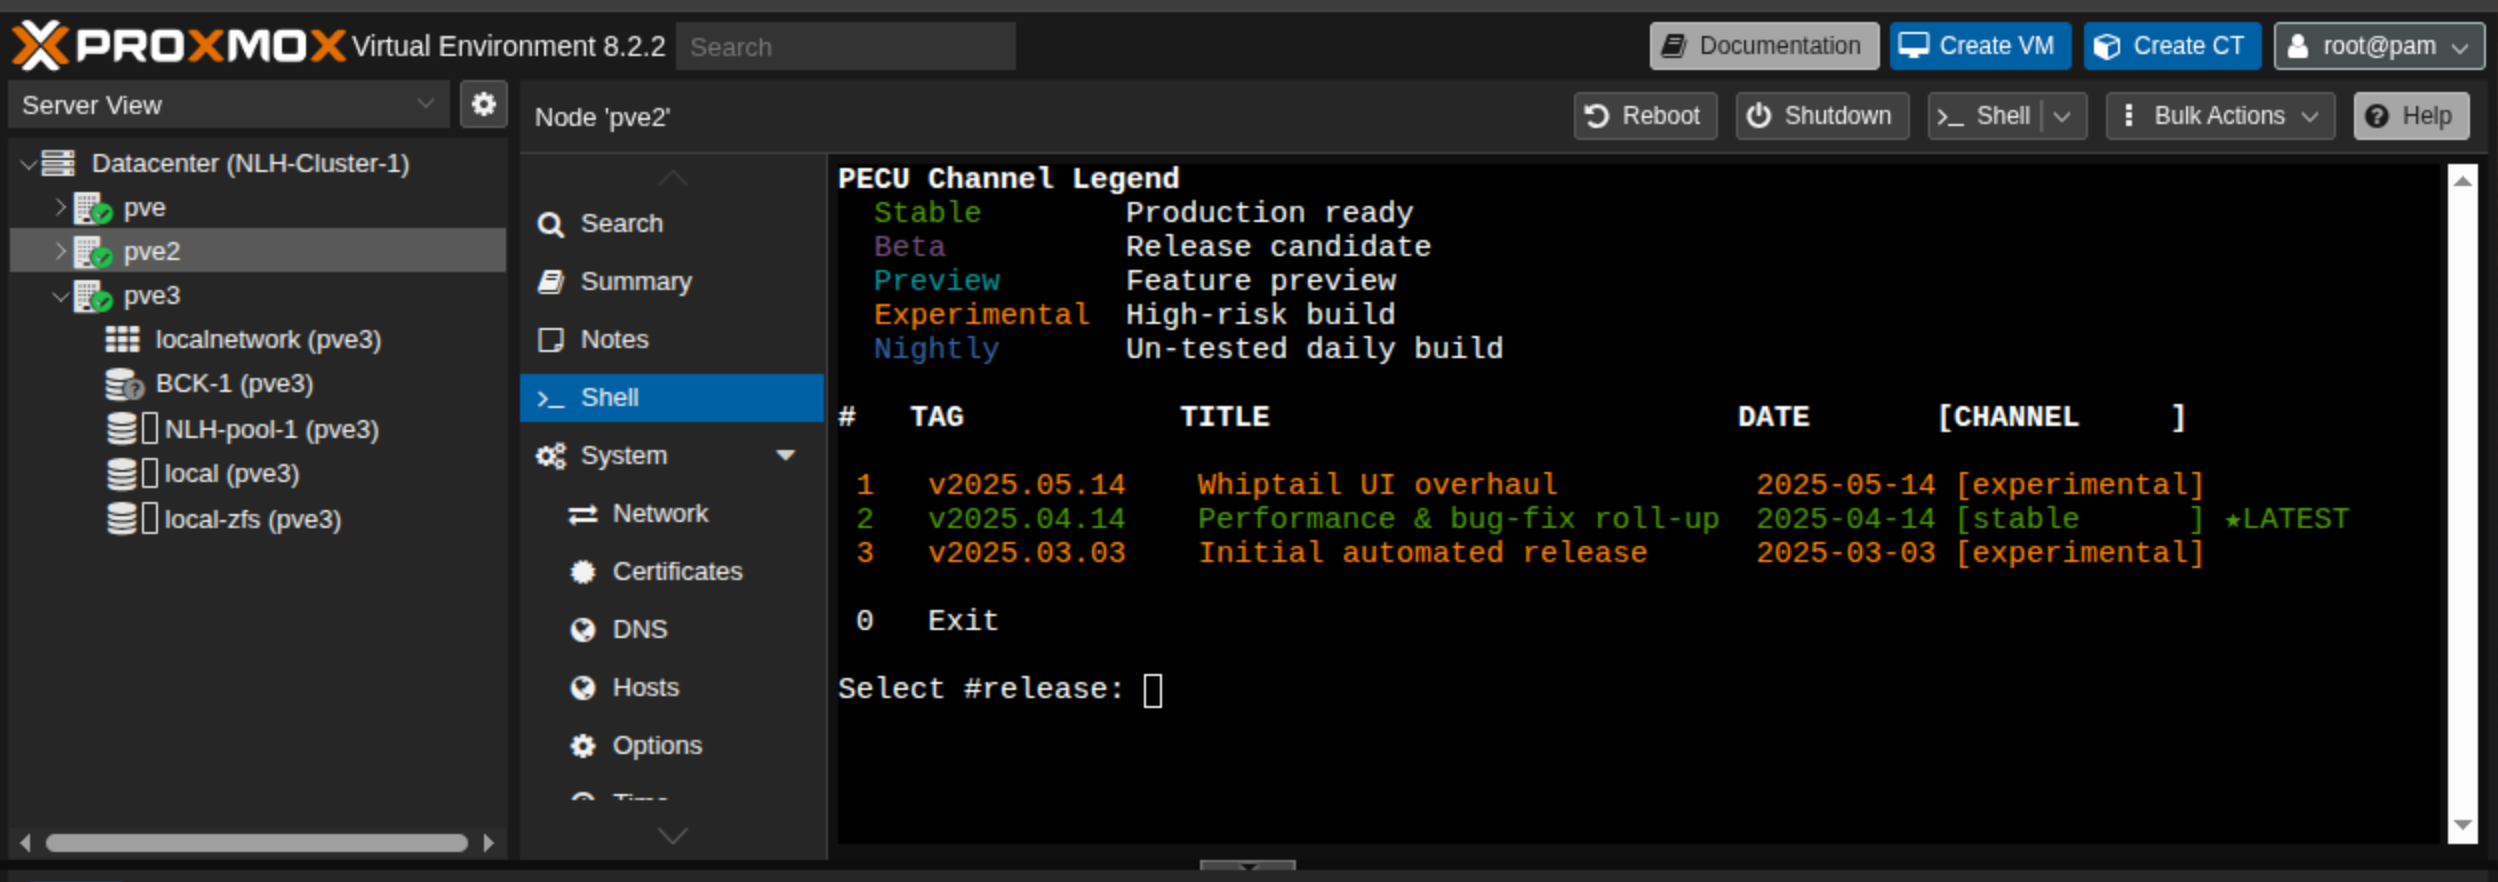 PROXMOX Virtual Environment 8.2.2 Search Documentation Create VM Create CT root@pam
Server View
Datacenter (NLH-Cluster-1)
pve
pve2
pve3
localnetwork (pve3)
BCK-1 (pve3)
NLH-pool-1 (pve3)
local (pve3)
local-zfs (pve3)
Node 'pve2' Reboot Shutdown Shell Bulk Actions Help
Search
Summary
Notes
Shell
System
Network
Certificates
DNS
Hosts
Options
Time
PECU Channel Legend
Stable Production ready
Beta Release candidate
Preview Feature preview
Experimental High-risk build
Nightly Un-tested daily build
# TAG TITLE DATE [CHANNEL ]
1 v2025.05.14 Whiptail UI overhaul 2025-05-14 [experimental]
2 v2025.04.14 Performance & bug-fix roll-up 2025-04-14 [stable ] ★LATEST
3 v2025.03.03 Initial automated release 2025-03-03 [experimental]
0 Exit
Select #release: